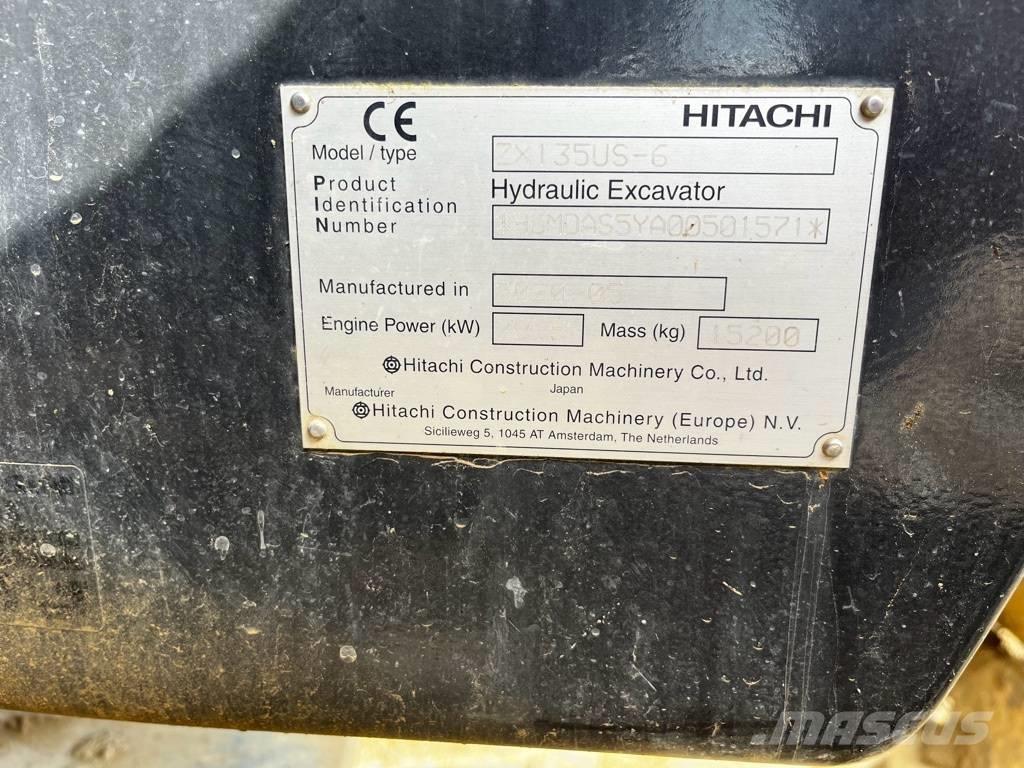 CE HITACHI
Model / type ZX135US-6
Product Hydraulic Excavator
Identification
Number
Manufactured in
Engine Power (kW) Mass (kg) 15200
Hitachi Construction Machinery Co., Ltd.
Japan
Manufacturer
Hitachi Construction Machinery (Europe) N.V.
Sicilieweg 5, 1045 AT Amsterdam, The Netherlands
MASCUS